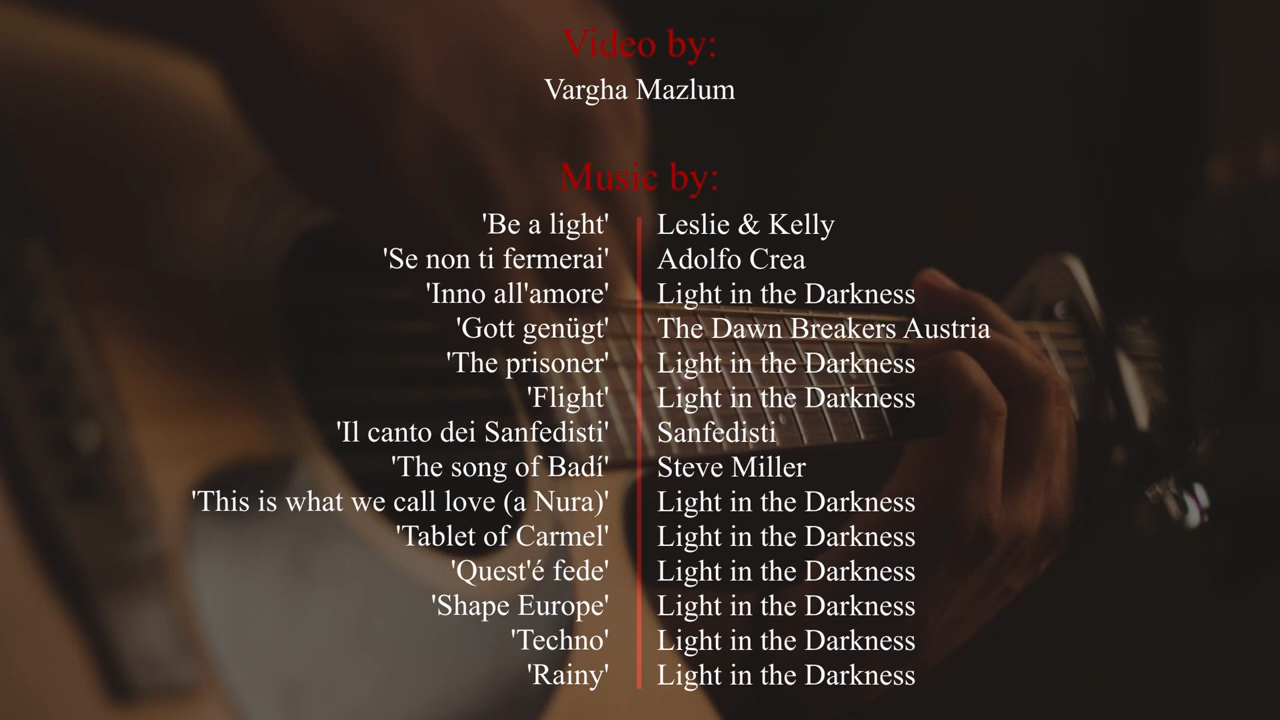 Video by:
Vargha Mazlum
Music by:
'Be a light' Leslie & Kelly
'Se non ti fermerai' Adolfo Crea
'Inno all'amore' Light in the Darkness
'Gott genügt' The Dawn Breakers Austria
'The prisoner' Light in the Darkness
'Flight' Light in the Darkness
'Il canto dei Sanfedisti' Sanfedisti
'The song of Badí' Steve Miller
'This is what we call love (a Nura)' Light in the Darkness
'Tablet of Carmel' Light in the Darkness
'Quest'é fede' Light in the Darkness
'Shape Europe' Light in the Darkness
'Techno' Light in the Darkness
'Rainy' Light in the Darkness